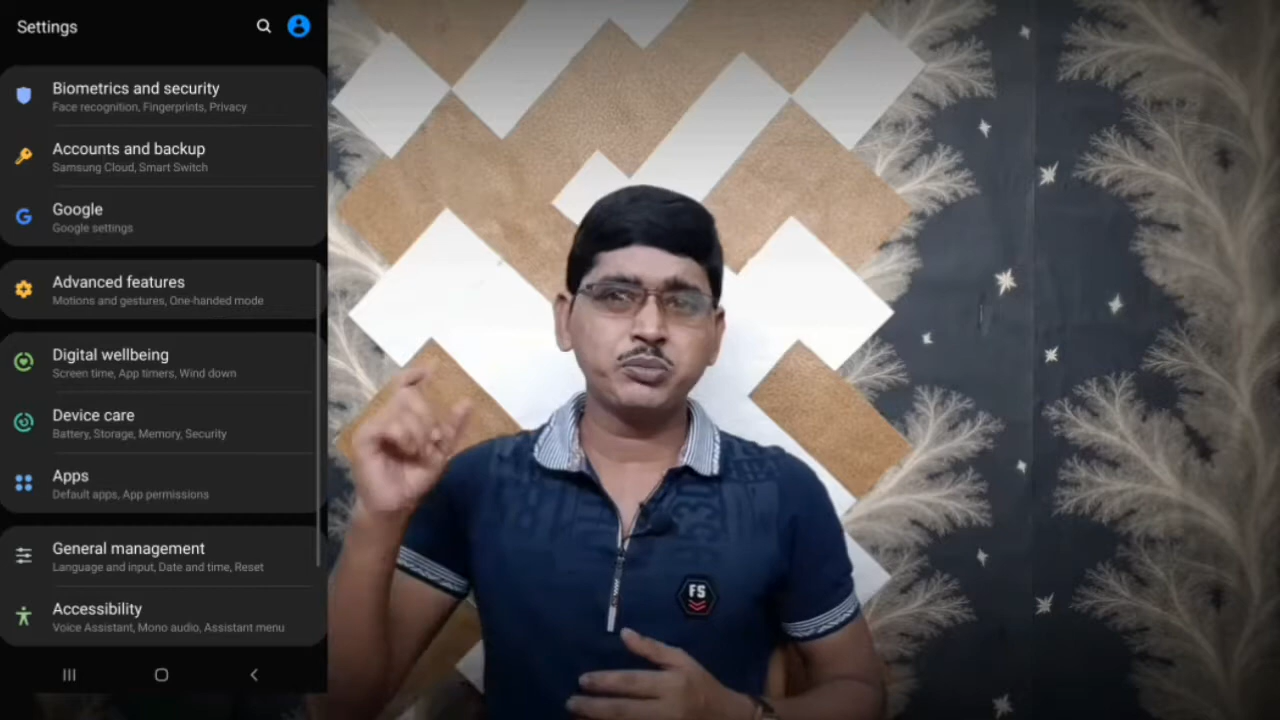 Settings
Biometrics and security
Face recognition, Fingerprints, Privacy
Accounts and backup
Samsung Cloud, Smart Switch
Google
Google settings
Advanced features
Motions and gestures, One-handed mode
Digital wellbeing
Screen time, App timers, Wind down
Device care
Battery, Storage, Memory, Security
Apps
Default apps, App permissions
General management
Language and input, Date and time, Reset
Accessibility
Voice Assistant, Mono audio, Assistant menu
FS